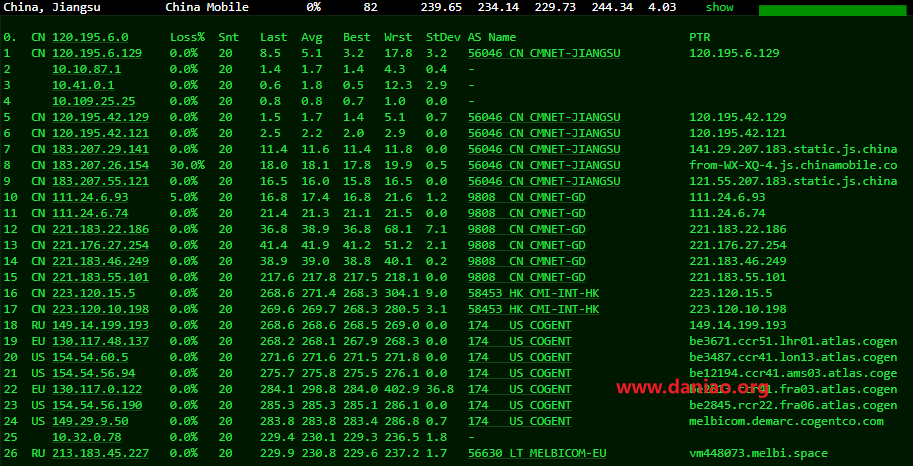 China, Jiangsu China Mobile 0% 82 239.65 234.14 229.73 244.34 4.03 show
0. CN 120.195.6.0 Loss% Snt Last Avg Best Wrst StDev AS Name PTR
1 CN 120.195.6.129 0.0% 20 8.5 5.1 3.2 17.8 3.2 56046 CN CMNET-JIANGSU 120.195.6.129
2 10.10.87.1 0.0% 20 1.4 1.7 1.4 4.3 0.4 -
3 10.41.0.1 0.0% 20 0.6 1.8 0.5 12.3 2.9 -
4 10.109.25.25 0.0% 20 0.8 0.8 0.7 1.0 0.0 -
5 CN 120.195.42.129 0.0% 20 1.5 1.7 1.4 5.1 0.7 56046 CN CMNET-JIANGSU 120.195.42.129
6 CN 120.195.42.121 0.0% 20 2.5 2.2 2.0 2.9 0.0 56046 CN CMNET-JIANGSU 120.195.42.121
7 CN 183.207.29.141 0.0% 20 11.4 11.6 11.4 11.8 0.0 56046 CN CMNET-JIANGSU 141.29.207.183.static.js.china
8 CN 183.207.26.154 30.0% 20 18.0 18.1 17.8 19.9 0.5 56046 CN CMNET-JIANGSU from-WX-XQ-4.js.chinamobile.co
9 CN 183.207.55.121 0.0% 20 16.5 16.0 15.8 16.5 0.0 56046 CN CMNET-JIANGSU 121.55.207.183.static.js.china
10 CN 111.24.6.93 5.0% 20 16.8 17.4 16.8 21.6 1.2 9808 CN CMNET-GD 111.24.6.93
11 CN 111.24.6.74 0.0% 20 21.4 21.3 21.1 21.5 0.0 9808 CN CMNET-GD 111.24.6.74
12 CN 221.183.22.186 0.0% 20 36.8 38.9 36.8 68.1 7.1 9808 CN CMNET-GD 221.183.22.186
13 CN 221.176.27.254 0.0% 20 41.4 41.9 41.2 51.2 2.1 9808 CN CMNET-GD 221.176.27.254
14 CN 221.183.46.249 0.0% 20 38.9 39.0 38.8 40.1 0.2 9808 CN CMNET-GD 221.183.46.249
15 CN 221.183.55.101 0.0% 20 217.6 217.8 217.5 218.1 0.0 9808 CN CMNET-GD 221.183.55.101
16 CN 223.120.15.5 0.0% 20 268.6 271.4 268.3 304.1 9.0 58453 HK CMI-INT-HK 223.120.15.5
17 CN 223.120.10.198 0.0% 20 269.6 269.7 268.3 280.5 3.1 58453 HK CMI-INT-HK 223.120.10.198
18 RU 149.14.199.193 0.0% 20 268.6 268.6 268.5 269.0 0.0 174 US COGENT 149.14.199.193
19 EU 130.117.48.137 0.0% 20 268.2 268.1 267.9 268.3 0.0 174 US COGENT be3671.ccr51.lhr01.atlas.cogen
20 US 154.54.60.5 0.0% 20 271.6 271.6 271.5 271.8 0.0 174 US COGENT be3487.ccr41.lon13.atlas.cogen
21 US 154.54.56.94 0.0% 20 275.7 275.8 275.5 276.1 0.0 174 US COGENT be12194.ccr41.ams03.atlas.coge
22 EU 130.117.0.122 0.0% 20 284.1 298.8 284.0 402.9 36.8 174 US COGENT .fra03.atlas.cogen
www.daniao.org
23 US 154.54.56.190 0.0% 20 285.3 285.3 285.1 286.1 0.0 174 US COGENT be2845.rcr22.fra06.atlas.cogen
24 US 149.29.9.50 0.0% 20 283.8 283.8 283.4 286.8 0.7 174 US COGENT melbicom.demarc.cogentco.com
25 10.32.0.78 0.0% 20 229.4 230.1 229.3 236.5 1.8 -
26 RU 213.183.45.227 0.0% 20 229.9 230.8 229.6 237.2 1.7 56630 LT MELBICOM-EU vm448073.melbi.space